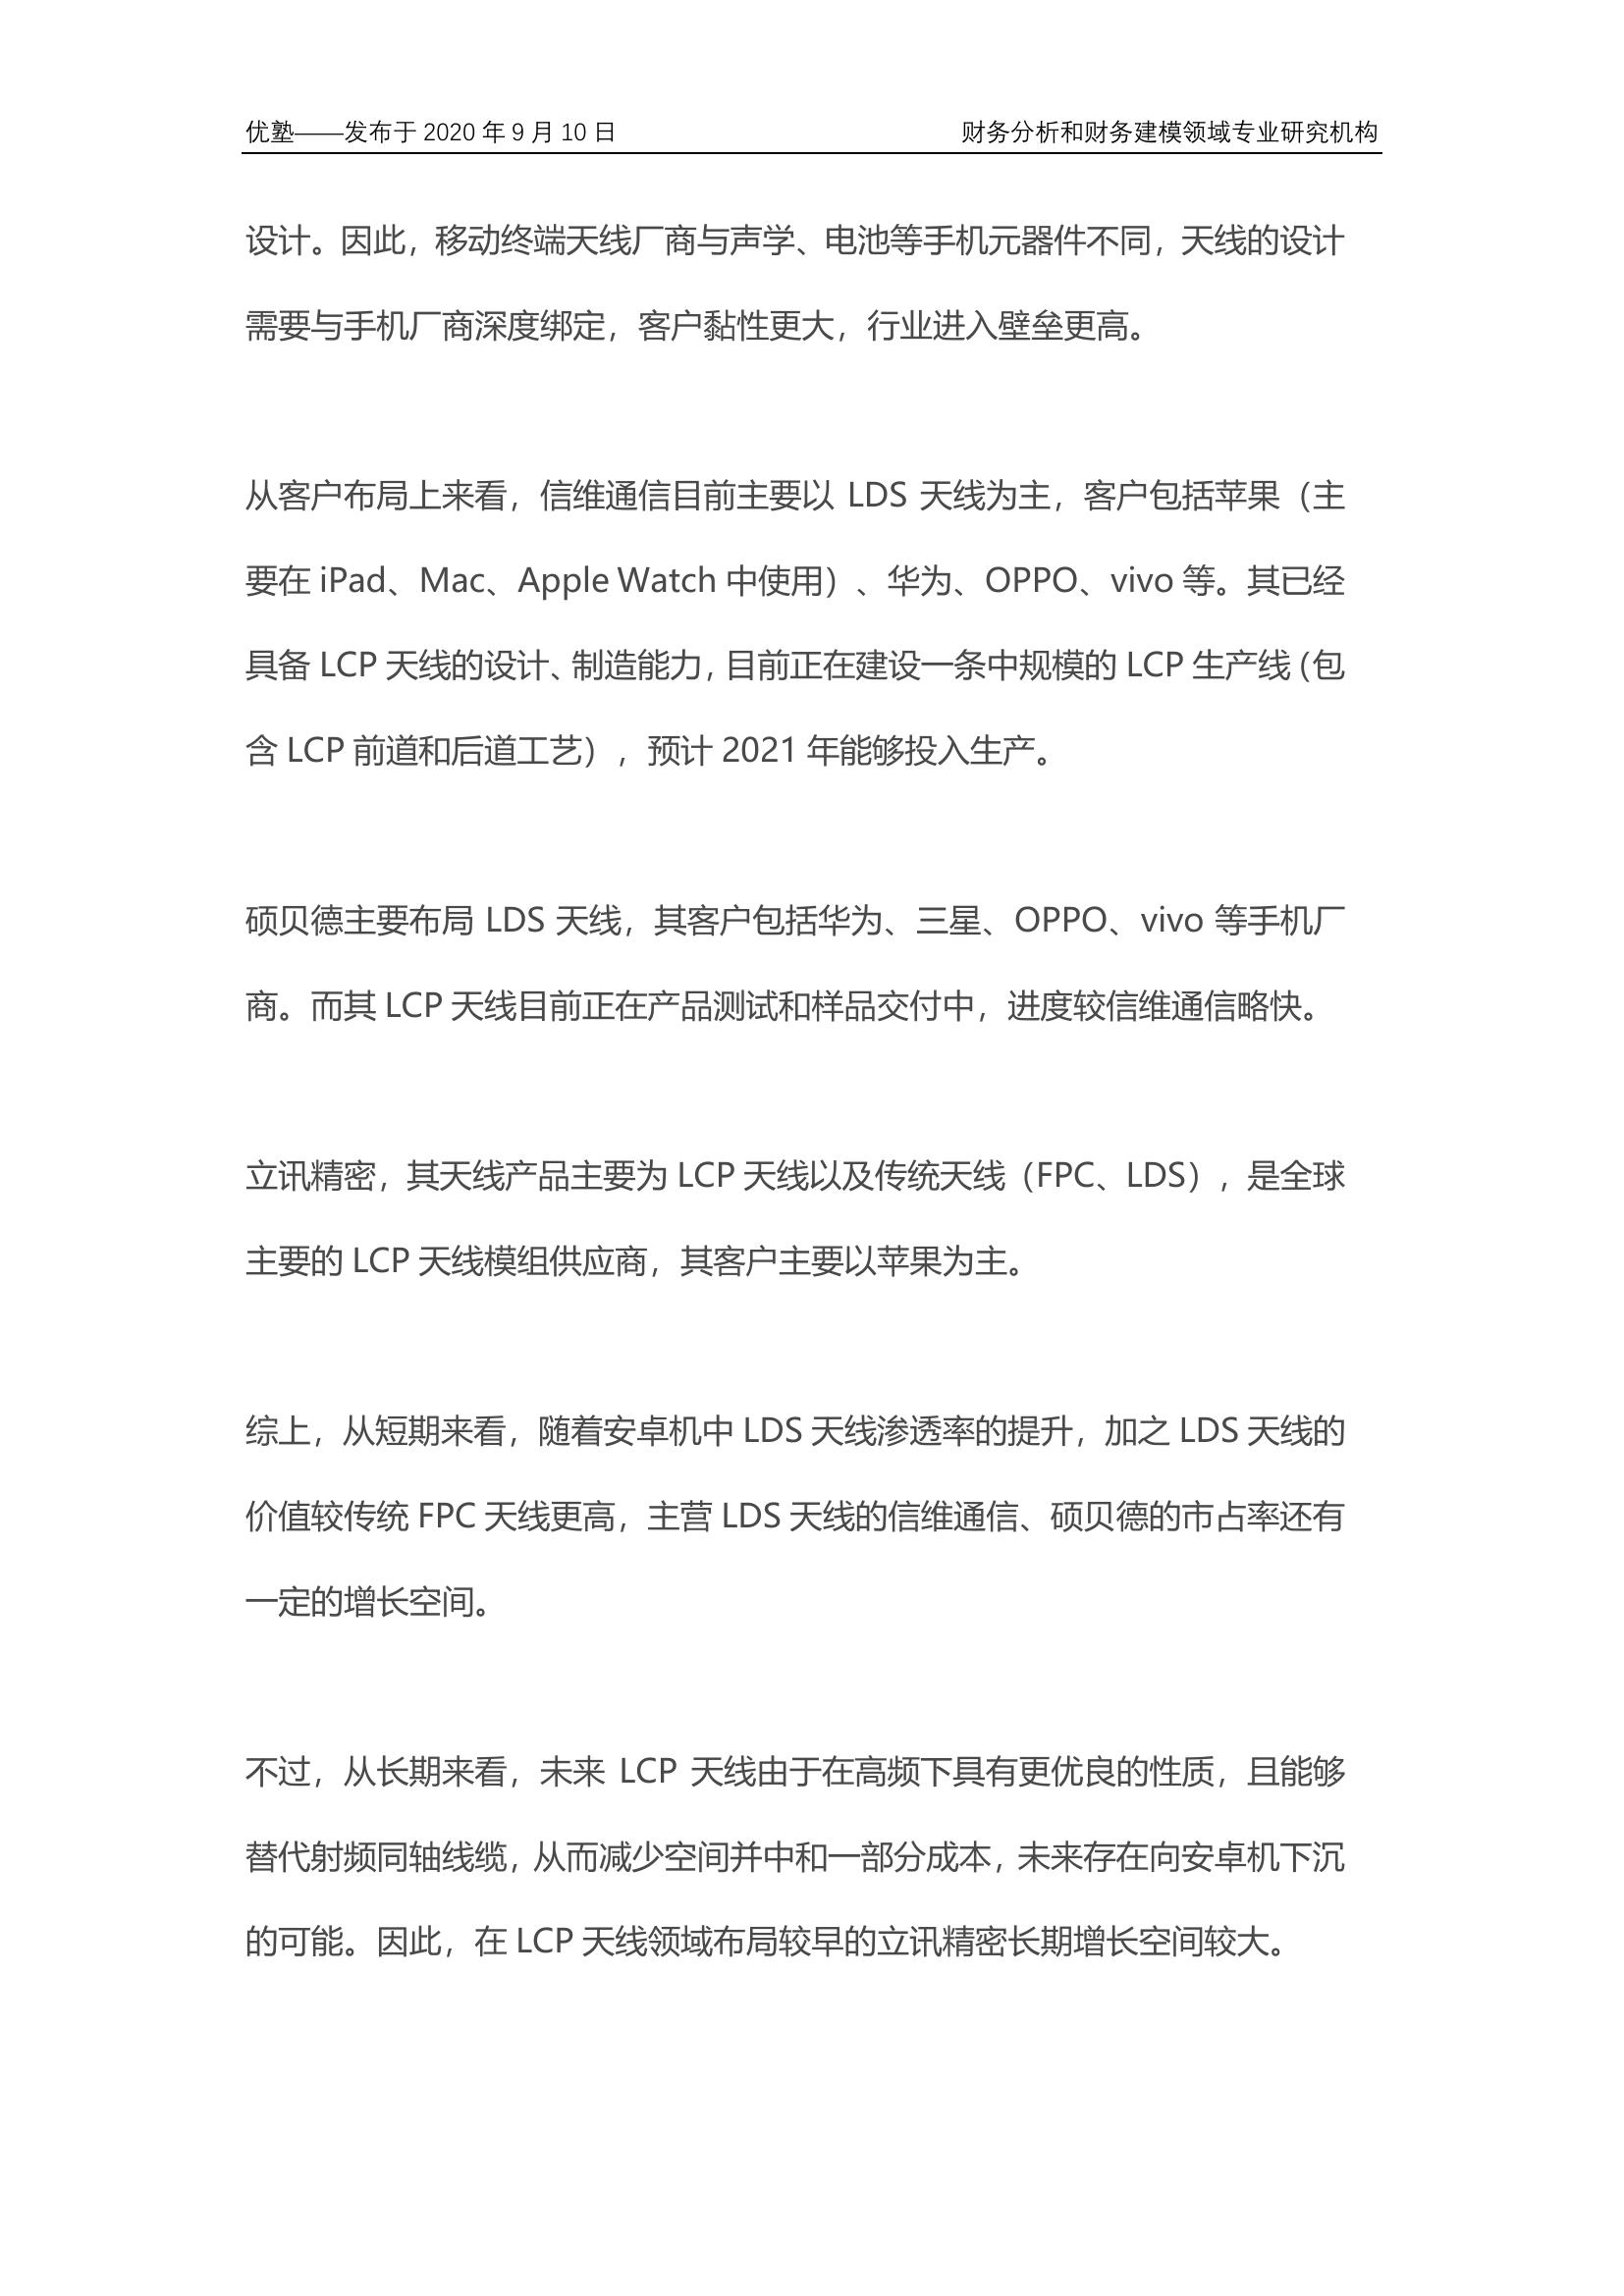 优塾——发布于 2020 年 9 月 10 日 财务分析和财务建模领域专业研究机构
设计。因此，移动终端天线厂商与声学、电池等手机元器件不同，天线的设计
需要与手机厂商深度绑定，客户黏性更大，行业进入壁垒更高。
从客户布局上来看，信维通信目前主要以 LDS 天线为主，客户包括苹果（主
要在 iPad、Mac、Apple Watch 中使用）、华为、OPPO、vivo 等。其已经
具备 LCP 天线的设计、制造能力，目前正在建设一条中规模的 LCP 生产线（包
含 LCP 前道和后道工艺），预计 2021 年能够投入生产。
硕贝德主要布局 LDS 天线，其客户包括华为、三星、OPPO、vivo 等手机厂
商。而其 LCP 天线目前正在产品测试和样品交付中，进度较信维通信略快。
立讯精密，其天线产品主要为 LCP 天线以及传统天线（FPC、LDS），是全球
主要的 LCP 天线模组供应商，其客户主要以苹果为主。
综上，从短期来看，随着安卓机中 LDS 天线渗透率的提升，加之 LDS 天线的
价值较传统 FPC 天线更高，主营 LDS 天线的信维通信、硕贝德的市占率还有
一定的增长空间。
不过，从长期来看，未来 LCP 天线由于在高频下具有更优良的性质，且能够
替代射频同轴线缆，从而减少空间并中和一部分成本，未来存在向安卓机下沉
的可能。因此，在 LCP 天线领域布局较早的立讯精密长期增长空间较大。